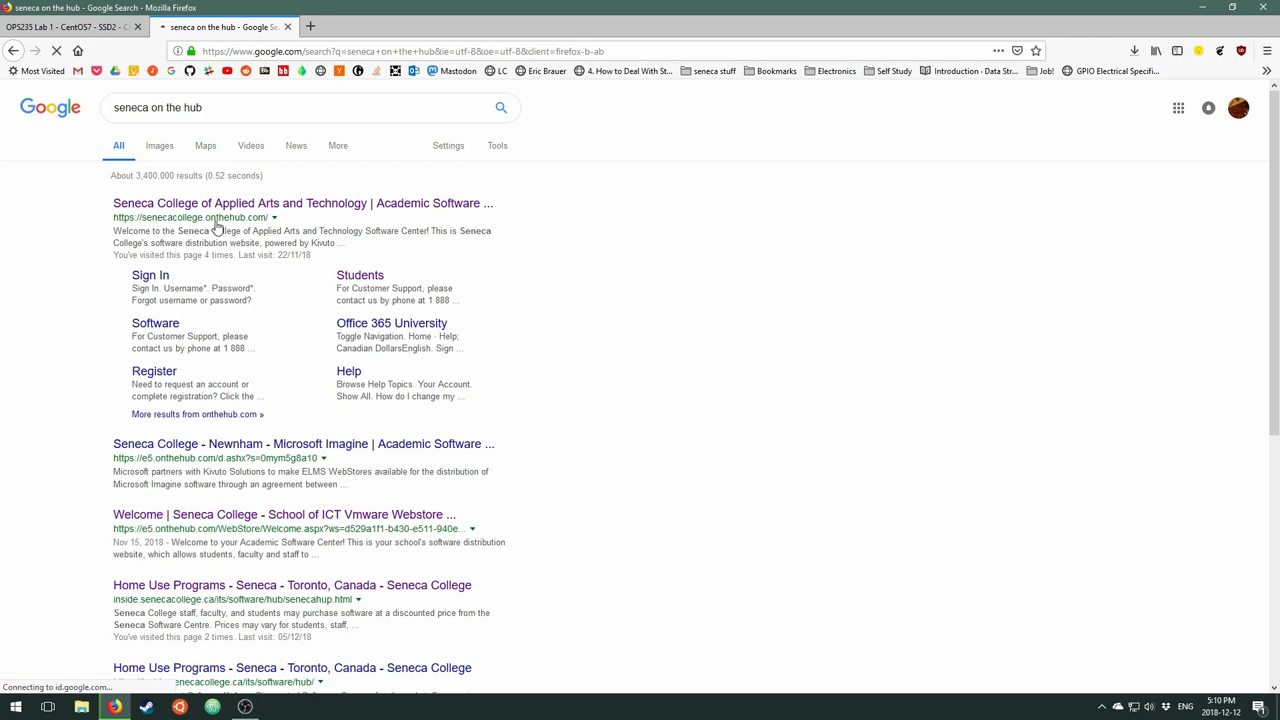 seneca on the hub - Google Search - Mozilla Firefox
OPS235 Lab 1 - CentOS7 - SSD2 - C
seneca on the hub - Google Sea
https://www.google.com/search?q=seneca+on+the+hub&ie=utf-8&oe=utf-8&client=firefox-b-ab
Most Visited
Mastodon
LC
Eric Brauer
4. How to Deal With St...
seneca stuff
Bookmarks
Electronics
Self Study
Introduction · Data Str...
Job!
GPIO Electrical Specifi...
Google
seneca on the hub
All
Images
Maps
Videos
News
More
Settings
Tools
About 3,400,000 results (0.52 seconds)
Seneca College of Applied Arts and Technology | Academic Software ...
https://senecacollege.onthehub.com/
Welcome to the Seneca College of Applied Arts and Technology Software Center! This is Seneca
College's software distribution website, powered by Kivuto ...
You've visited this page 4 times. Last visit: 22/11/18
Sign In
Sign In. Username*. Password*.
Forgot username or password?
Students
For Customer Support, please
contact us by phone at 1 888 ...
Software
For Customer Support, please
contact us by phone at 1 888 ...
Office 365 University
Toggle Navigation. Home · Help;
Canadian DollarsEnglish. Sign ...
Register
Need to request an account or
complete registration? Click the ...
Help
Browse Help Topics. Your Account.
Show All. How do I change my ...
More results from onthehub.com »
Seneca College - Newnham - Microsoft Imagine | Academic Software ...
https://e5.onthehub.com/d.ashx?s=0mym5g8a10
Microsoft partners with Kivuto Solutions to make ELMS WebStores available for the distribution of
Microsoft Imagine software through an agreement between ...
Welcome | Seneca College - School of ICT Vmware Webstore ...
https://e5.onthehub.com/WebStore/Welcome.aspx?ws=d529a1f1-b430-e511-940e...
Nov 15, 2018 - Welcome to your Academic Software Center! This is your school's software distribution
website, which allows students, faculty and staff to ...
Home Use Programs - Seneca - Toronto, Canada - Seneca College
inside.senecacollege.ca/its/software/hub/senecahup.html
Seneca College staff, faculty, and students may purchase software at a discounted price from the
Seneca Software Centre. Prices may vary for students, staff, ...
You've visited this page 2 times. Last visit: 05/12/18
Home Use Programs - Seneca - Toronto, Canada - Seneca College
enecacollege.ca/its/software/hub/
Connecting to id.google.com...
ENG
5:10 PM
2018-12-12